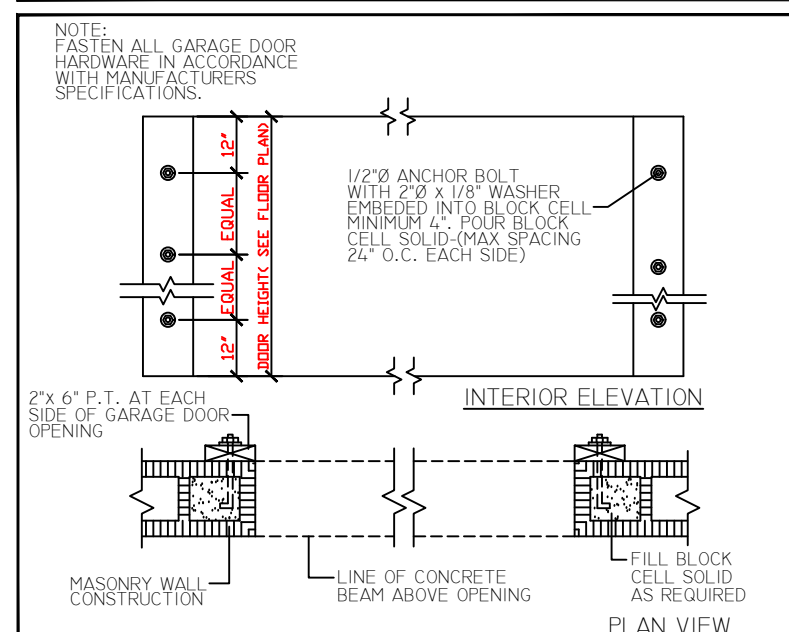 NOTE:
FASTEN ALL GARAGE DOOR
HARDWARE IN ACCORDANCE
WITH MANUFACTURERS
SPECIFICATIONS.
12"
EQUAL
EQUAL
12"
DOOR HEIGHT( SEE FLOOR PLAN)
1/2"Ø ANCHOR BOLT
WITH 2"Ø x 1/8" WASHER
EMBEDED INTO BLOCK CELL
MINIMUM 4". POUR BLOCK
CELL SOLID-(MAX SPACING
24" O.C. EACH SIDE)
INTERIOR ELEVATION
2"x 6" P.T. AT EACH
SIDE OF GARAGE DOOR
OPENING
MASONRY WALL
CONSTRUCTION
LINE OF CONCRETE
BEAM ABOVE OPENING
FILL BLOCK
CELL SOLID
AS REQUIRED
PLAN VIEW